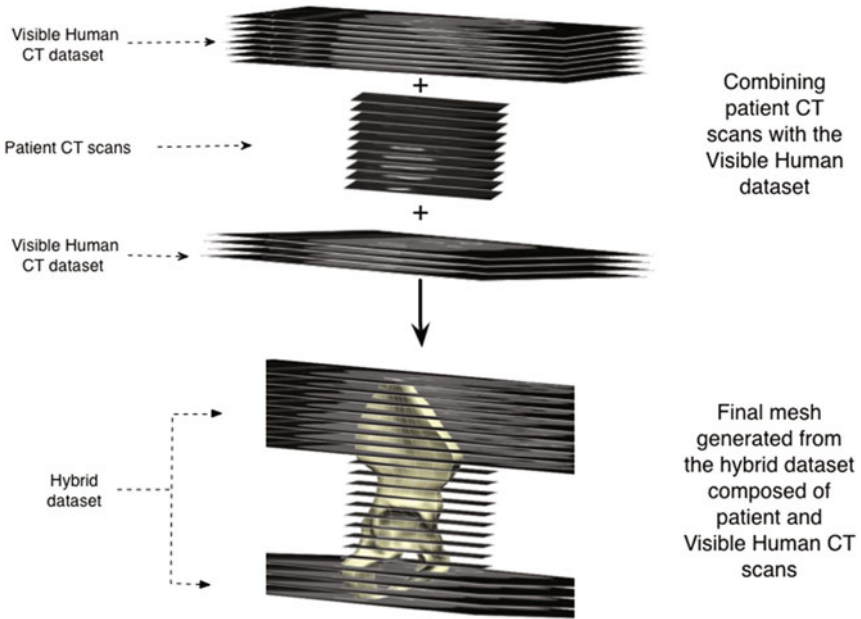 Visible Human
CT dataset
+
Patient CT scans
+
Visible Human
CT dataset
Combining
patient CT
scans with the
Visible Human
dataset
Hybrid
dataset
Final mesh
generated from
the hybrid dataset
composed of
patient and
Visible Human CT
scans